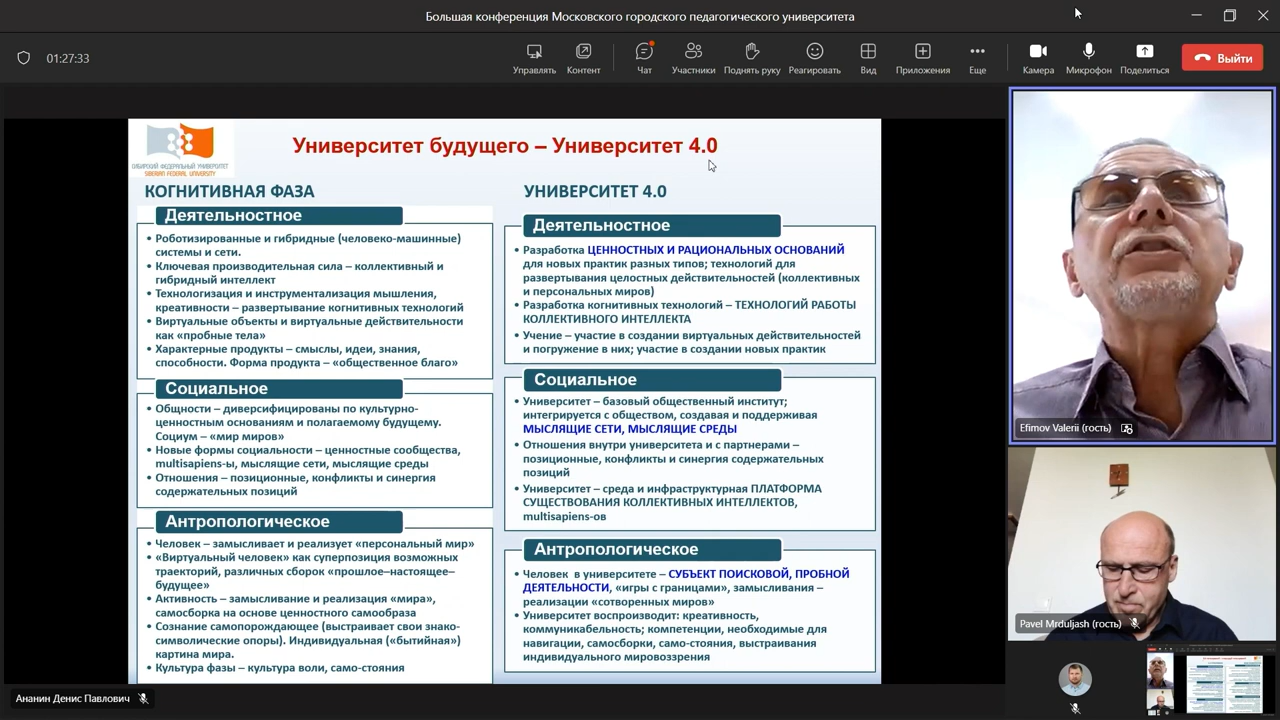 Большая конференция Московского городского педагогического университета
01:27:33
Управлять
Контент
Чат
Участники
Поднять руку
Реагировать
Вид
Приложения
Еще
Камера
Микрофон
Поделиться
Выйти
СИБИРСКИЙ ФЕДЕРАЛЬНЫЙ УНИВЕРСИТЕТ
SIBERIAN FEDERAL UNIVERSITY
Университет будущего – Университет 4.0
КОГНИТИВНАЯ ФАЗА
Деятельностное
• Роботизированные и гибридные (человеко-машинные)
системы и сети.
• Ключевая производительная сила – коллективный и
гибридный интеллект
• Технологизация и инструментализация мышления,
креативности – развертывание когнитивных технологий
• Виртуальные объекты и виртуальные действительности
как «пробные тела»
• Характерные продукты – смыслы, идеи, знания,
способности. Форма продукта – «общественное благо»
Социальное
• Общности – диверсифицированы по культурно-
ценностным основаниям и полагаемому будущему.
Социум – «мир миров»
• Новые формы социальности – ценностные сообщества,
multisapiens-ы, мыслящие сети, мыслящие среды
• Отношения – позиционные, конфликты и синергия
содержательных позиций
Антропологическое
• Человек – замысливает и реализует «персональный мир»
• «Виртуальный человек» как суперпозиция возможных
траекторий, различных сборок «прошлое–настоящее–
будущее»
• Активность – замысливание и реализация «мира»,
самосборка на основе ценностного самообраза
• Сознание самопорождающее (выстраивает свои знако-
символические опоры). Индивидуальная («бытийная»)
картина мира.
• Культура фазы – культура воли, само-стояния
УНИВЕРСИТЕТ 4.0
Деятельностное
• Разработка ЦЕННОСТНЫХ И РАЦИОНАЛЬНЫХ ОСНОВАНИЙ
для новых практик разных типов; технологий для
развертывания целостных действительностей (коллективных
и персональных миров)
• Разработка когнитивных технологий – ТЕХНОЛОГИЙ РАБОТЫ
КОЛЛЕКТИВНОГО ИНТЕЛЛЕКТА
• Учение – участие в создании виртуальных действительностей
и погружение в них; участие в создании новых практик
Социальное
• Университет – базовый общественный институт;
интегрируется с обществом, создавая и поддерживая
МЫСЛЯЩИЕ СЕТИ, МЫСЛЯЩИЕ СРЕДЫ
• Отношения внутри университета и с партнерами –
позиционные, конфликты и синергия содержательных
позиций
• Университет – среда и инфраструктурная ПЛАТФОРМА
СУЩЕСТВОВАНИЯ КОЛЛЕКТИВНЫХ ИНТЕЛЛЕКТОВ,
multisapiens-ов
Антропологическое
• Человек в университете – СУБЪЕКТ ПОИСКОВОЙ, ПРОБНОЙ
ДЕЯТЕЛЬНОСТИ, «игры с границами», замысливания –
реализации «сотворенных миров»
• Университет воспроизводит: креативность,
коммуникабельность; компетенции, необходимые для
навигации, самосборки, само-стояния, выстраивания
индивидуального мировоззрения
Efimov Valerii (гость)
Pavel Mrduljash (гость)
Ананин Денис Павлович